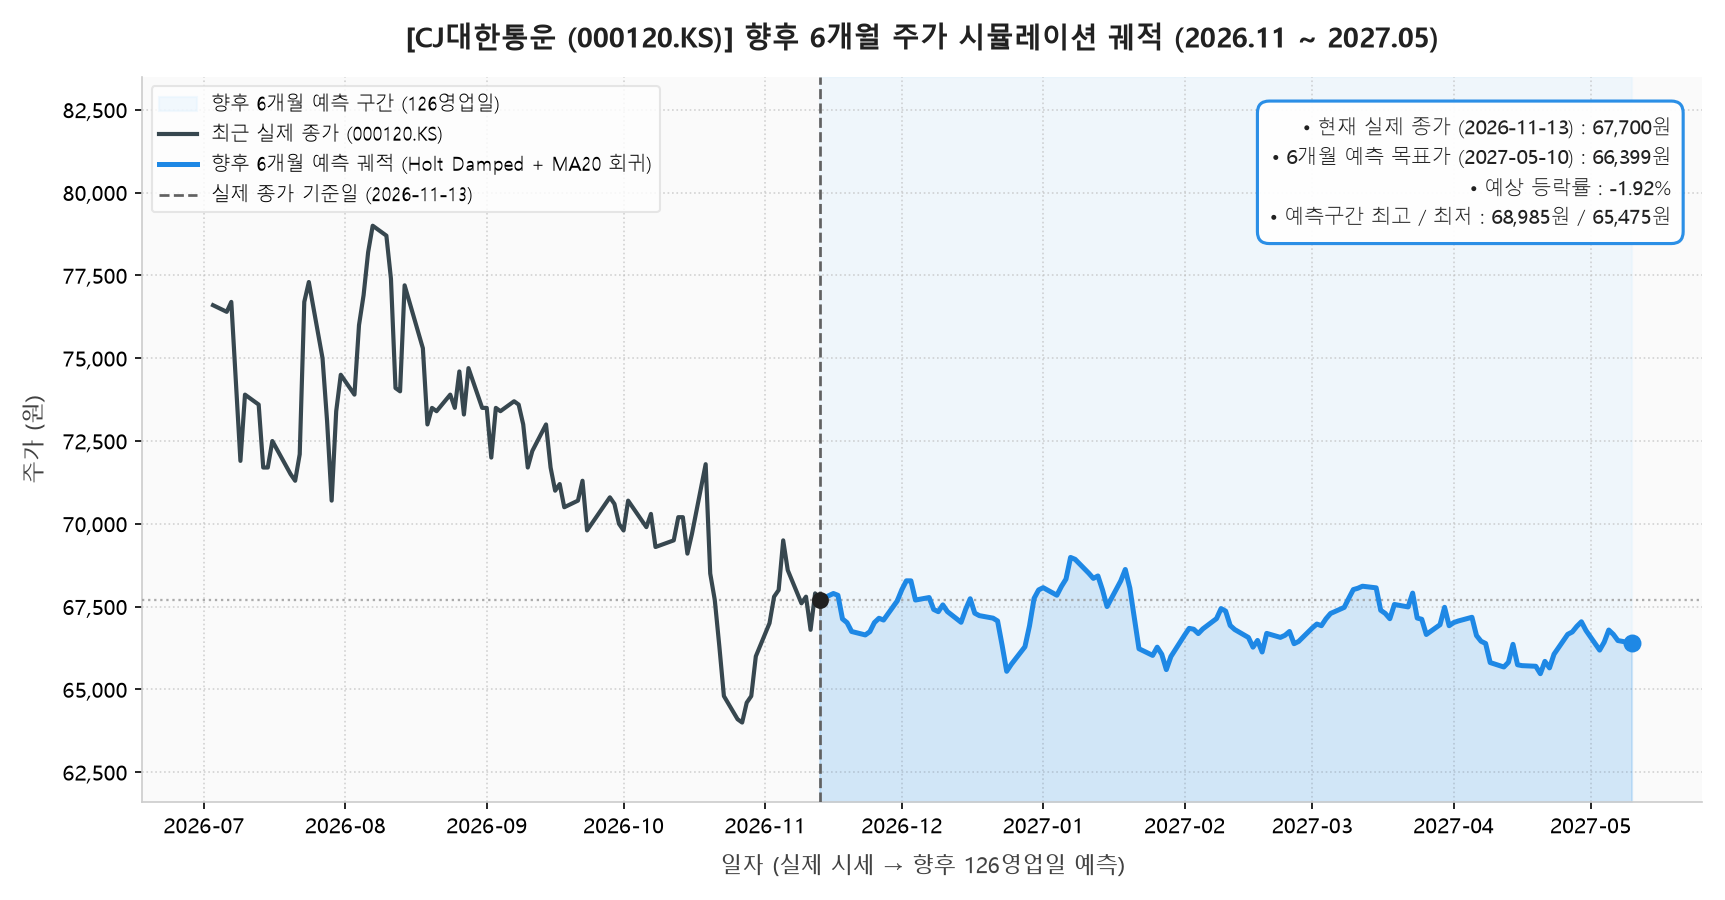 [CJ대한통운 (000120.KS)] 향후 6개월 주가 시뮬레이션 궤적 (2026.11 ~ 2027.05)
향후 6개월 예측 구간 (126영업일)
최근 실제 종가 (000120.KS)
향후 6개월 예측 궤적 (Holt Damped + MA20 회귀)
실제 종가 기준일 (2026-11-13)
• 현재 실제 종가 (2026-11-13) : 67,700원
• 6개월 예측 목표가 (2027-05-10) : 66,399원
• 예상 등락률 : -1.92%
• 예측구간 최고 / 최저 : 68,985원 / 65,475원
주가 (원)
82,500
80,000
77,500
75,000
72,500
70,000
67,500
65,000
62,500
2026-07
2026-08
2026-09
2026-10
2026-11
2026-12
2027-01
2027-02
2027-03
2027-04
2027-05
일자 (실제 시세 → 향후 126영업일 예측)